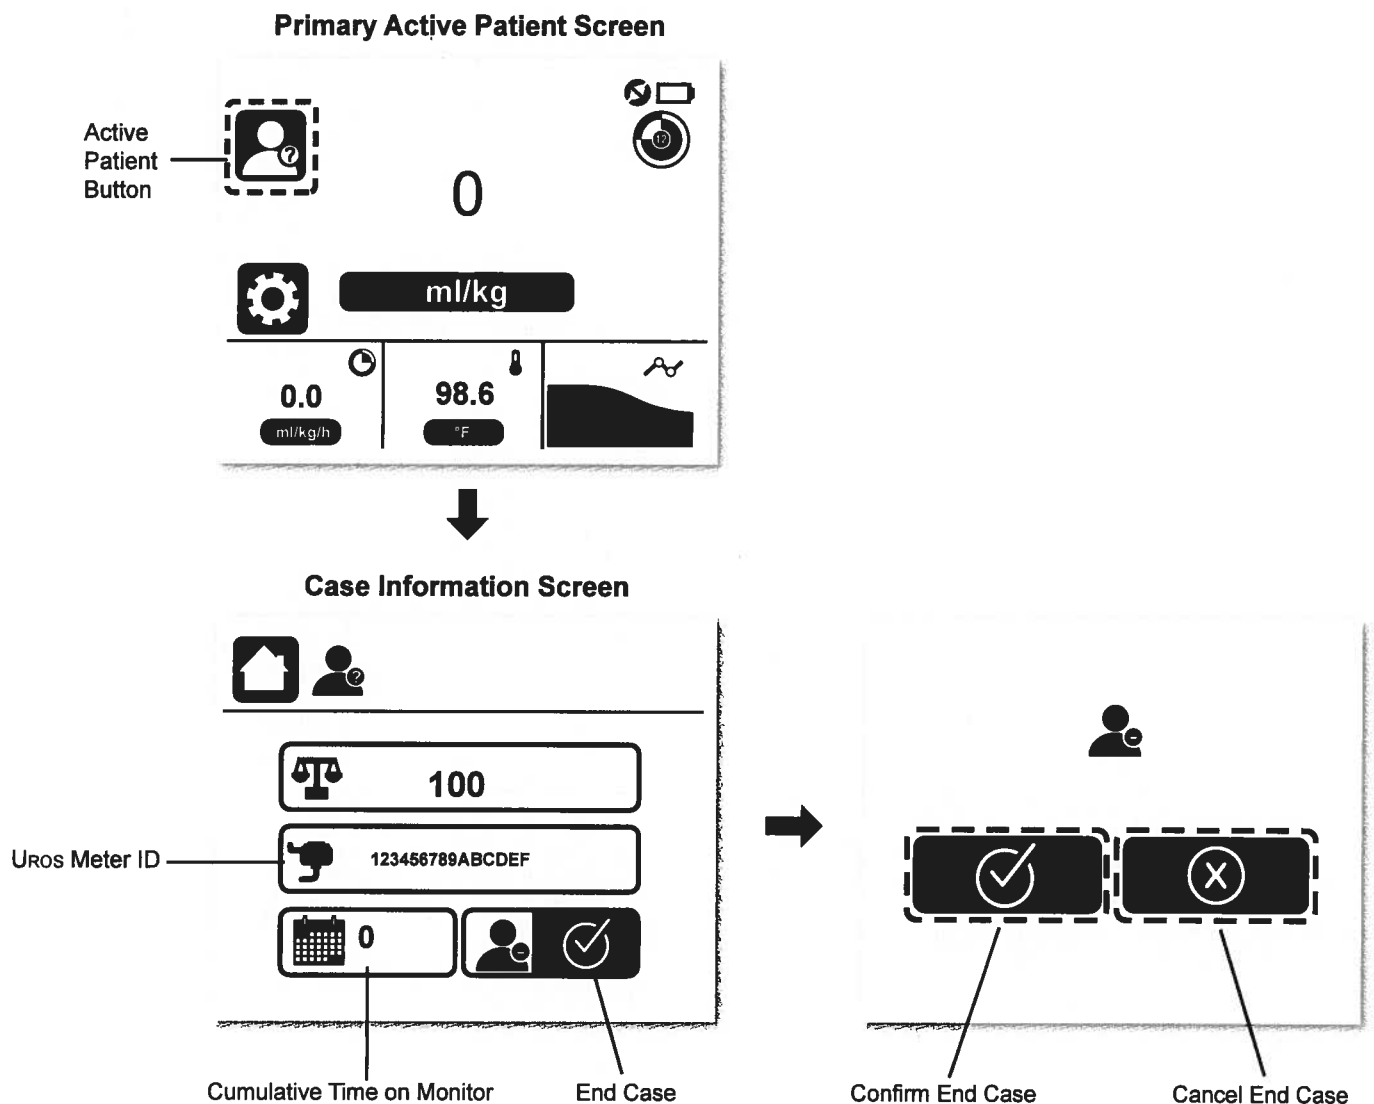 Primary Active Patient Screen
Active
Patient
Button
12
?
0
ml/kg
0.0
98.6
ml/kg/h
°F
Case Information Screen
?
100
UROS Meter ID
123456789ABCDEF
0
X
Cumulative Time on Monitor
End Case
Confirm End Case
Cancel End Case